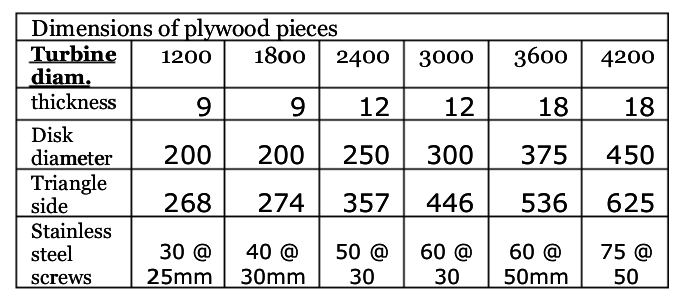 Dimensions of plywood pieces
Turbine diam. 1200 1800 2400 3000 3600 4200
thickness 9 9 12 12 18 18
Disk diameter 200 200 250 300 375 450
Triangle side 268 274 357 446 536 625
Stainless steel screws 30 @ 25mm 40 @ 30mm 50 @ 30 60 @ 30 60 @ 50mm 75 @ 50